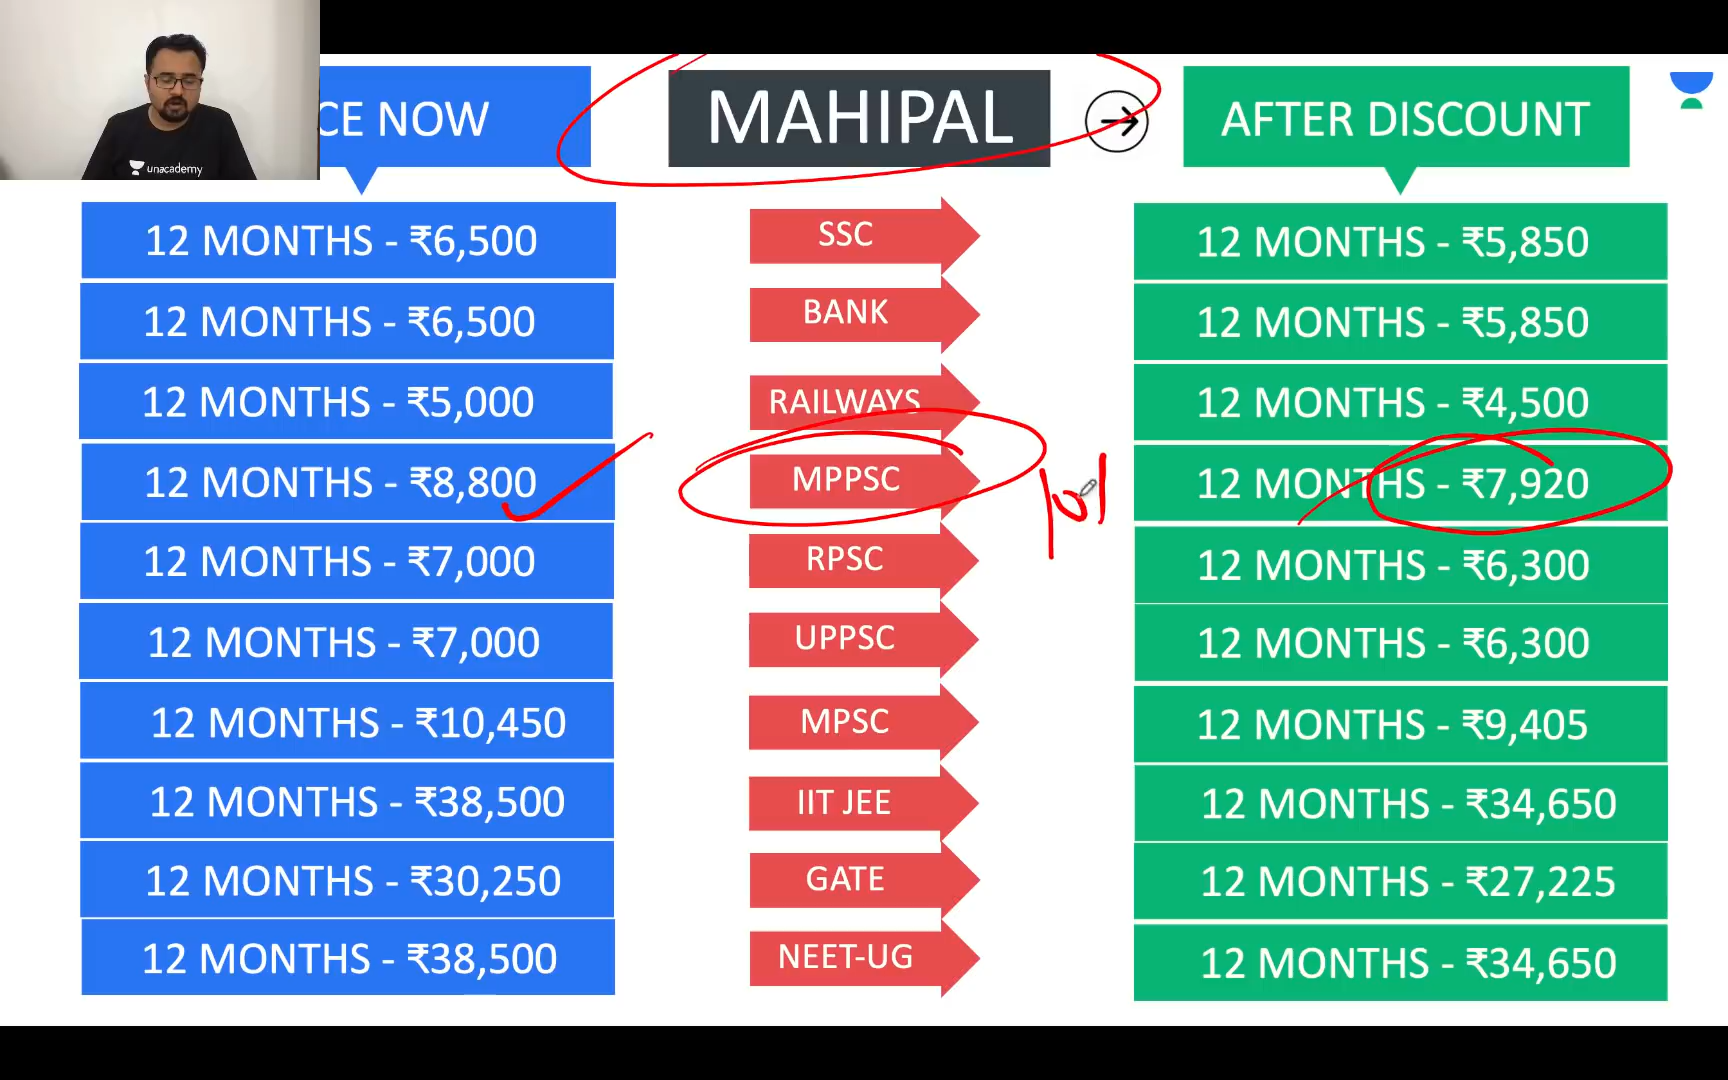 unacademy
CE NOW
MAHIPAL
AFTER DISCOUNT
12 MONTHS - ₹6,500
SSC
12 MONTHS - ₹5,850
12 MONTHS - ₹6,500
BANK
12 MONTHS - ₹5,850
12 MONTHS - ₹5,000
RAILWAYS
12 MONTHS - ₹4,500
12 MONTHS - ₹8,800
MPPSC
12 MONTHS - ₹7,920
12 MONTHS - ₹7,000
RPSC
12 MONTHS - ₹6,300
12 MONTHS - ₹7,000
UPPSC
12 MONTHS - ₹6,300
12 MONTHS - ₹10,450
MPSC
12 MONTHS - ₹9,405
12 MONTHS - ₹38,500
IIT JEE
12 MONTHS - ₹34,650
12 MONTHS - ₹30,250
GATE
12 MONTHS - ₹27,225
12 MONTHS - ₹38,500
NEET-UG
12 MONTHS - ₹34,650